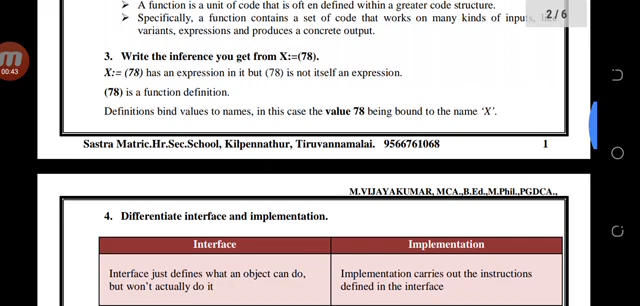 ➢ A function is a unit of code that is oft en defined within a greater code structure.
➢ Specifically, a function contains a set of code that works on many kinds of inputs,
variants, expressions and produces a concrete output.
2/6
3. Write the inference you get from X:=(78).
X:= (78) has an expression in it but (78) is not itself an expression.
(78) is a function definition.
Definitions bind values to names, in this case the value 78 being bound to the name ‘X’.
00:43
Sastra Matric.Hr.Sec.School, Kilpennathur, Tiruvannamalai. 9566761068 1
M.VIJAYAKUMAR, MCA.,B.Ed.,M.Phil.,PGDCA.,
4. Differentiate interface and implementation.
Interface Implementation
Interface just defines what an object can do,
but won’t actually do it
Implementation carries out the instructions
defined in the interface